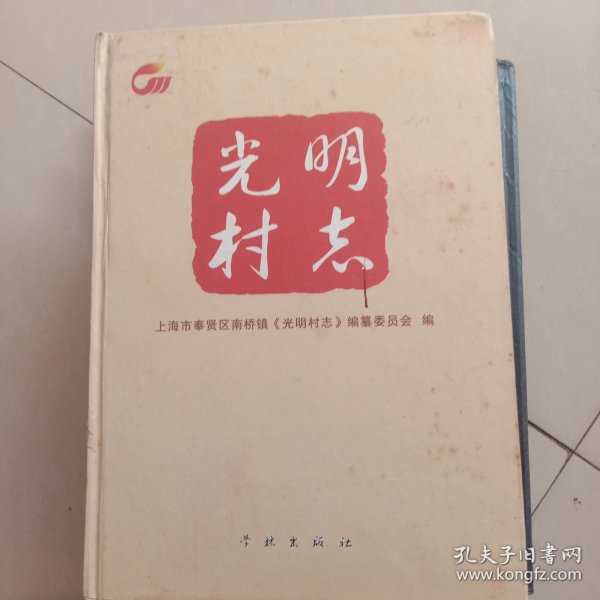 光明
村志
上海市奉贤区南桥镇《光明村志》编纂委员会 编
学林出版社
孔夫子旧书网
www.kongfz.com